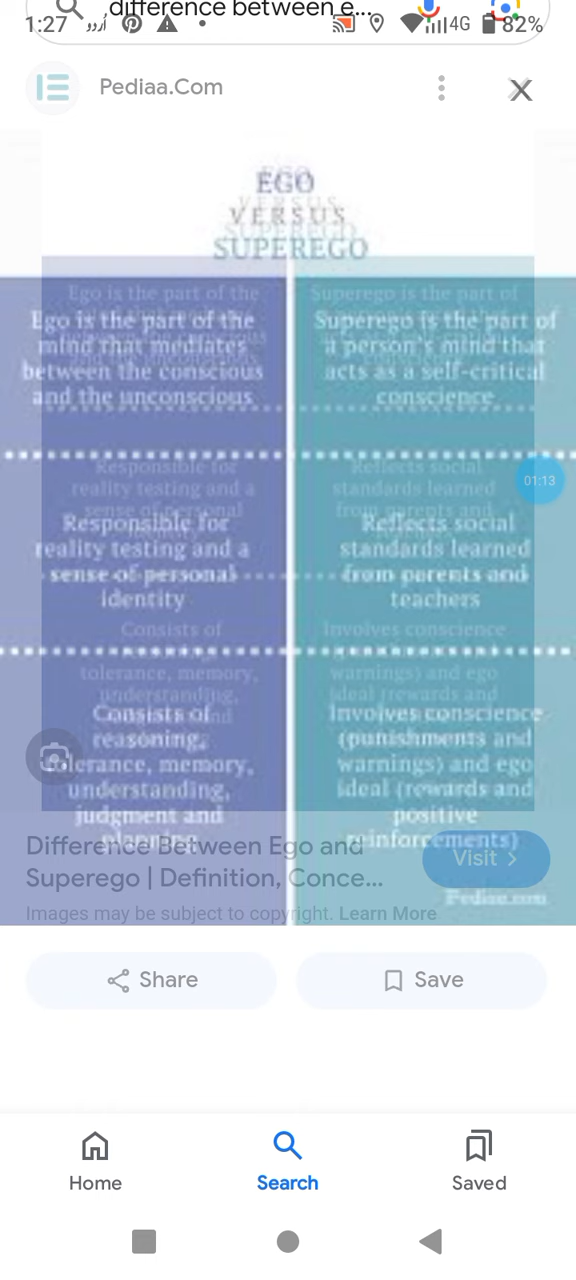 difference between e...
1:27
4G
82%
Pediaa.Com
EGO
VERSUS
SUPEREGO
Ego is the part of the
mind that mediates
between the conscious
and the unconscious
Superego is the part of
a person's mind that
acts as a self-critical
conscience
01:13
Responsible for
reality testing and a
sense of personal
identity
Reflects social
standards learned
from parents and
teachers
Consists of
reasoning,
tolerance, memory,
understanding,
judgment and
planning
Involves conscience
(punishments and
warnings) and ego
ideal (rewards and
positive
reinforcements)
Difference Between Ego and
Superego | Definition, Conce...
Visit
Pediaa.com
Images may be subject to copyright. Learn More
Share
Save
Home
Search
Saved